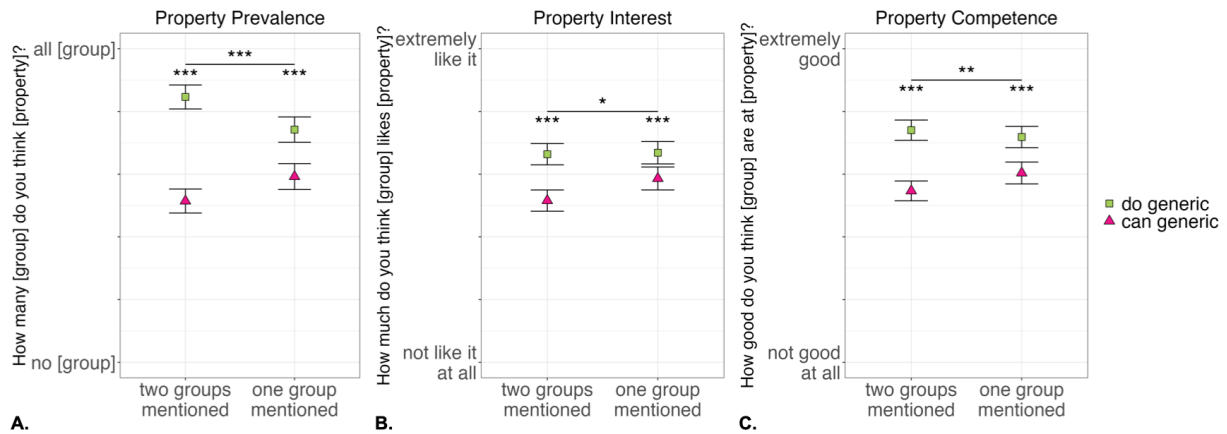 Property Prevalence
How many [group] do you think [property]?
all [group]
no [group]
***
***
***
two groups
mentioned
one group
mentioned
A.
Property Interest
How much do you think [group] likes [property]?
extremely
like it
not like it
at all
*
***
***
two groups
mentioned
one group
mentioned
B.
Property Competence
How good do you think [group] are at [property]?
extremely
good
not good
at all
**
***
***
two groups
mentioned
one group
mentioned
C.
do generic
can generic